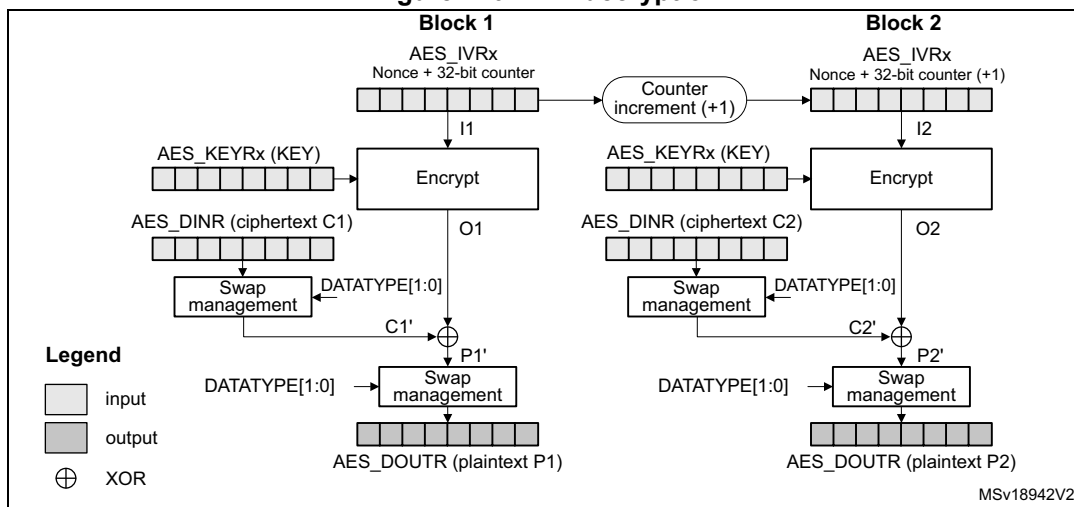 Block 1
Block 2
AES_IVRx
Nonce + 32-bit counter
AES_IVRx
Nonce + 32-bit counter (+1)
Counter
increment (+1)
I1
I2
AES_KEYRx (KEY)
Encrypt
AES_KEYRx (KEY)
Encrypt
AES_DINR (ciphertext C1)
O1
AES_DINR (ciphertext C2)
O2
Swap
management
DATATYPE[1:0]
Swap
management
DATATYPE[1:0]
C1'
C2'
Legend
P1'
P2'
DATATYPE[1:0]
Swap
management
DATATYPE[1:0]
Swap
management
input
output
XOR
AES_DOUTR (plaintext P1)
AES_DOUTR (plaintext P2)
MSv18942V2